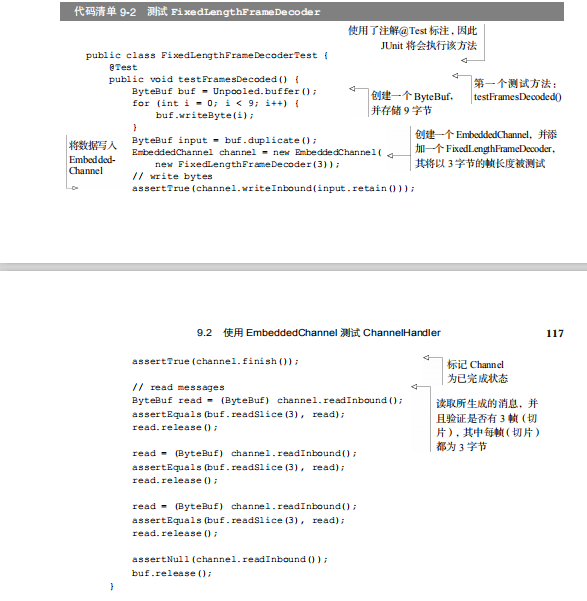 代码清单 9-2 测试 FixedLengthFrameDecoder
使用了注解@Test 标注，因此
JUnit 将会执行该方法
public class FixedLengthFrameDecoderTest {
@Test
第一个测试方法：
testFramesDecoded()
public void testFramesDecoded() {
ByteBuf buf = Unpooled.buffer();
创建一个 ByteBuf，
并存储 9 字节
for (int i = 0; i < 9; i++) {
buf.writeByte(i);
}
ByteBuf input = buf.duplicate();
创建一个 EmbeddedChannel，并添
加一个 FixedLengthFrameDecoder，
其将以 3 字节的帧长度被测试
EmbeddedChannel channel = new EmbeddedChannel(
new FixedLengthFrameDecoder(3));
将数据写入
Embedded-
Channel
// write bytes
assertTrue(channel.writeInbound(input.retain()));
9.2 使用 EmbeddedChannel 测试 ChannelHandler 117
assertTrue(channel.finish());
标记 Channel
为已完成状态
// read messages
ByteBuf read = (ByteBuf) channel.readInbound();
读取所生成的消息，并
且验证是否有 3 帧（切
片），其中每帧（切片）
都为 3 字节
assertEquals(buf.readSlice(3), read);
read.release();
read = (ByteBuf) channel.readInbound();
assertEquals(buf.readSlice(3), read);
read.release();
read = (ByteBuf) channel.readInbound();
assertEquals(buf.readSlice(3), read);
read.release();
assertNull(channel.readInbound());
buf.release();
}